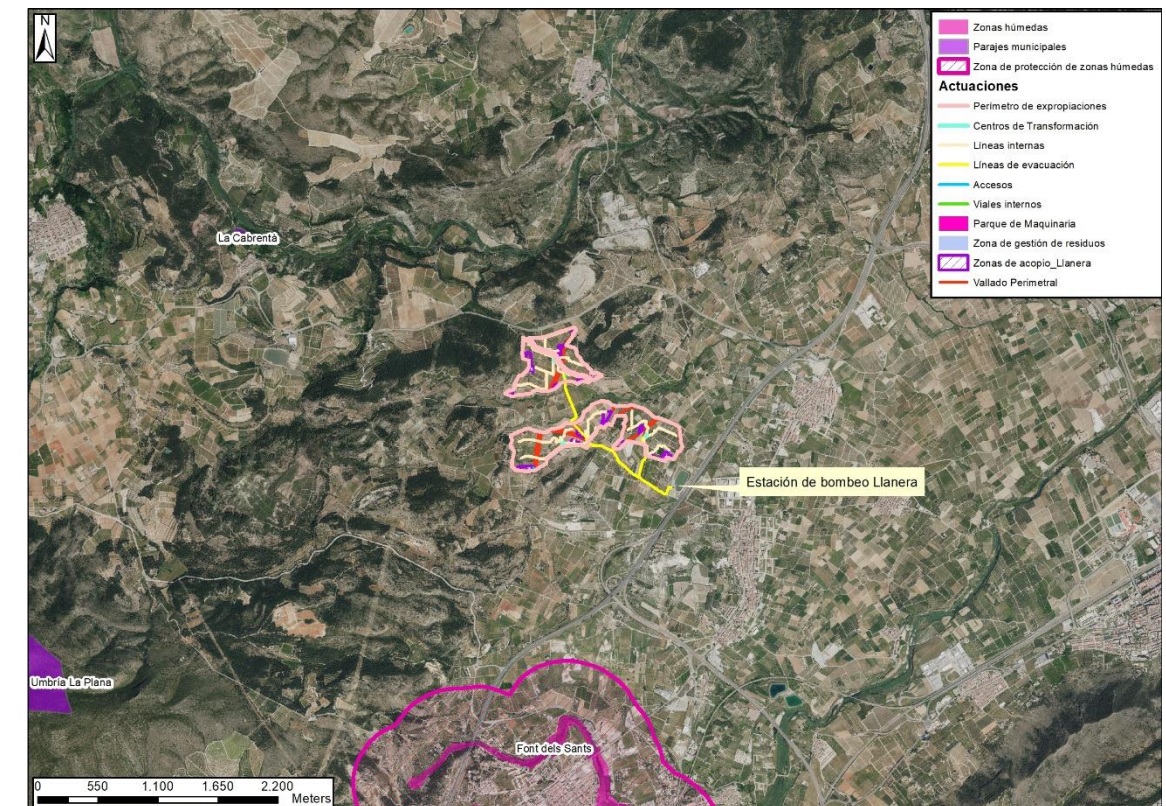 N
Zonas húmedas
Parajes municipales
Zona de protección de zonas húmedas
Actuaciones
Perímetro de expropiaciones
Centros de Transformación
Líneas internas
Líneas de evacuación
Accesos
Viales internos
Parque de Maquinaria
Zona de gestión de residuos
Zonas de acopio_Llanera
Vallado Perimetral
La Cabrentà
Estación de bombeo Llanera
Umbría La Plana
Font dels Sants
0 550 1.100 1.650 2.200
Meters